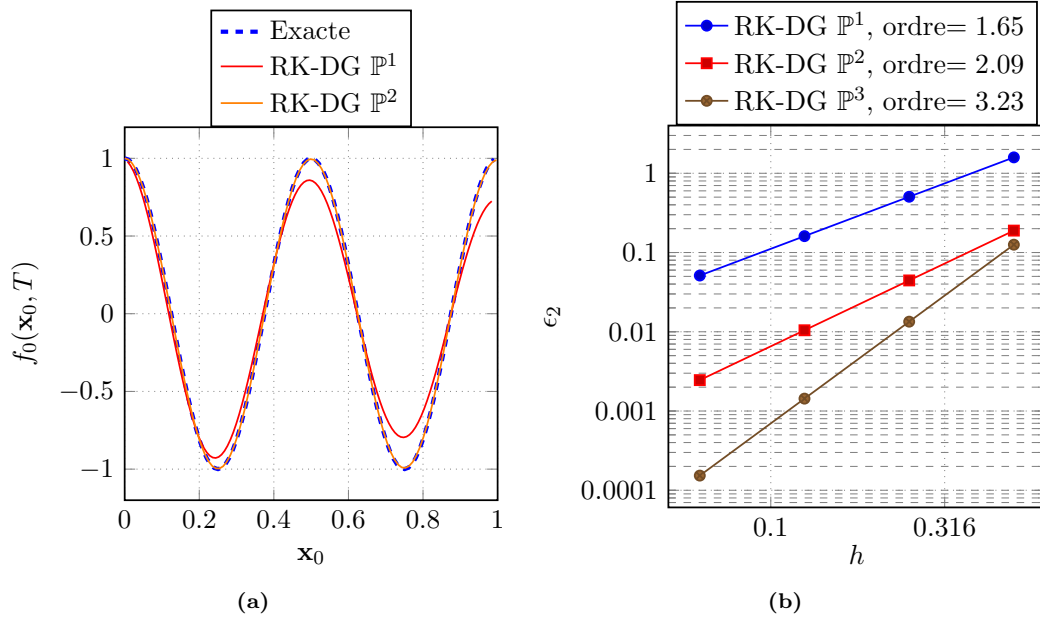 Exacte
RK-DG ℙ¹
RK-DG ℙ²
1
0.5
0
−0.5
−1
0 0.2 0.4 0.6 0.8 1
f₀(𝐱₀, T)
𝐱₀
(a)
RK-DG ℙ¹, ordre= 1.65
RK-DG ℙ², ordre= 2.09
RK-DG ℙ³, ordre= 3.23
1
0.1
0.01
0.001
0.0001
0.1 0.316
ϵ₂
h
(b)